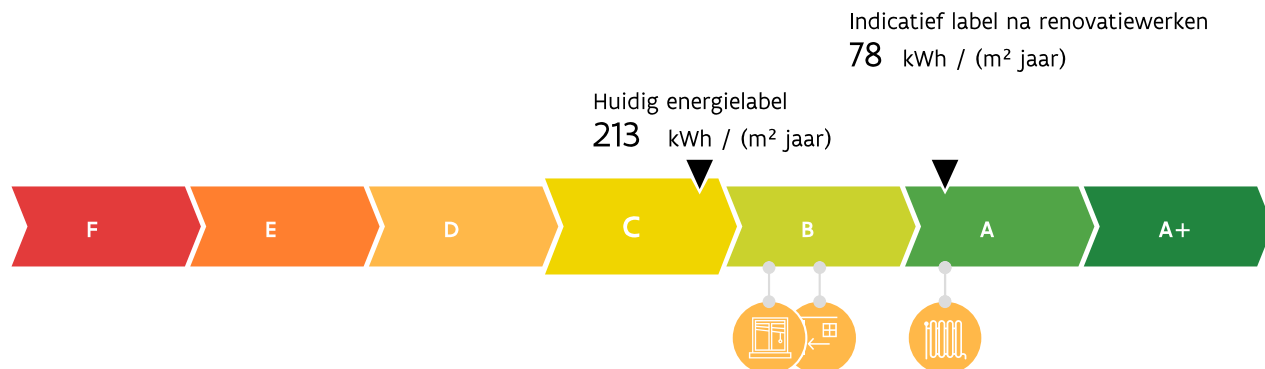 Indicatief label na renovatiewerken
78 kWh / (m² jaar)
Huidig energielabel
213 kWh / (m² jaar)
F E D C B A A+